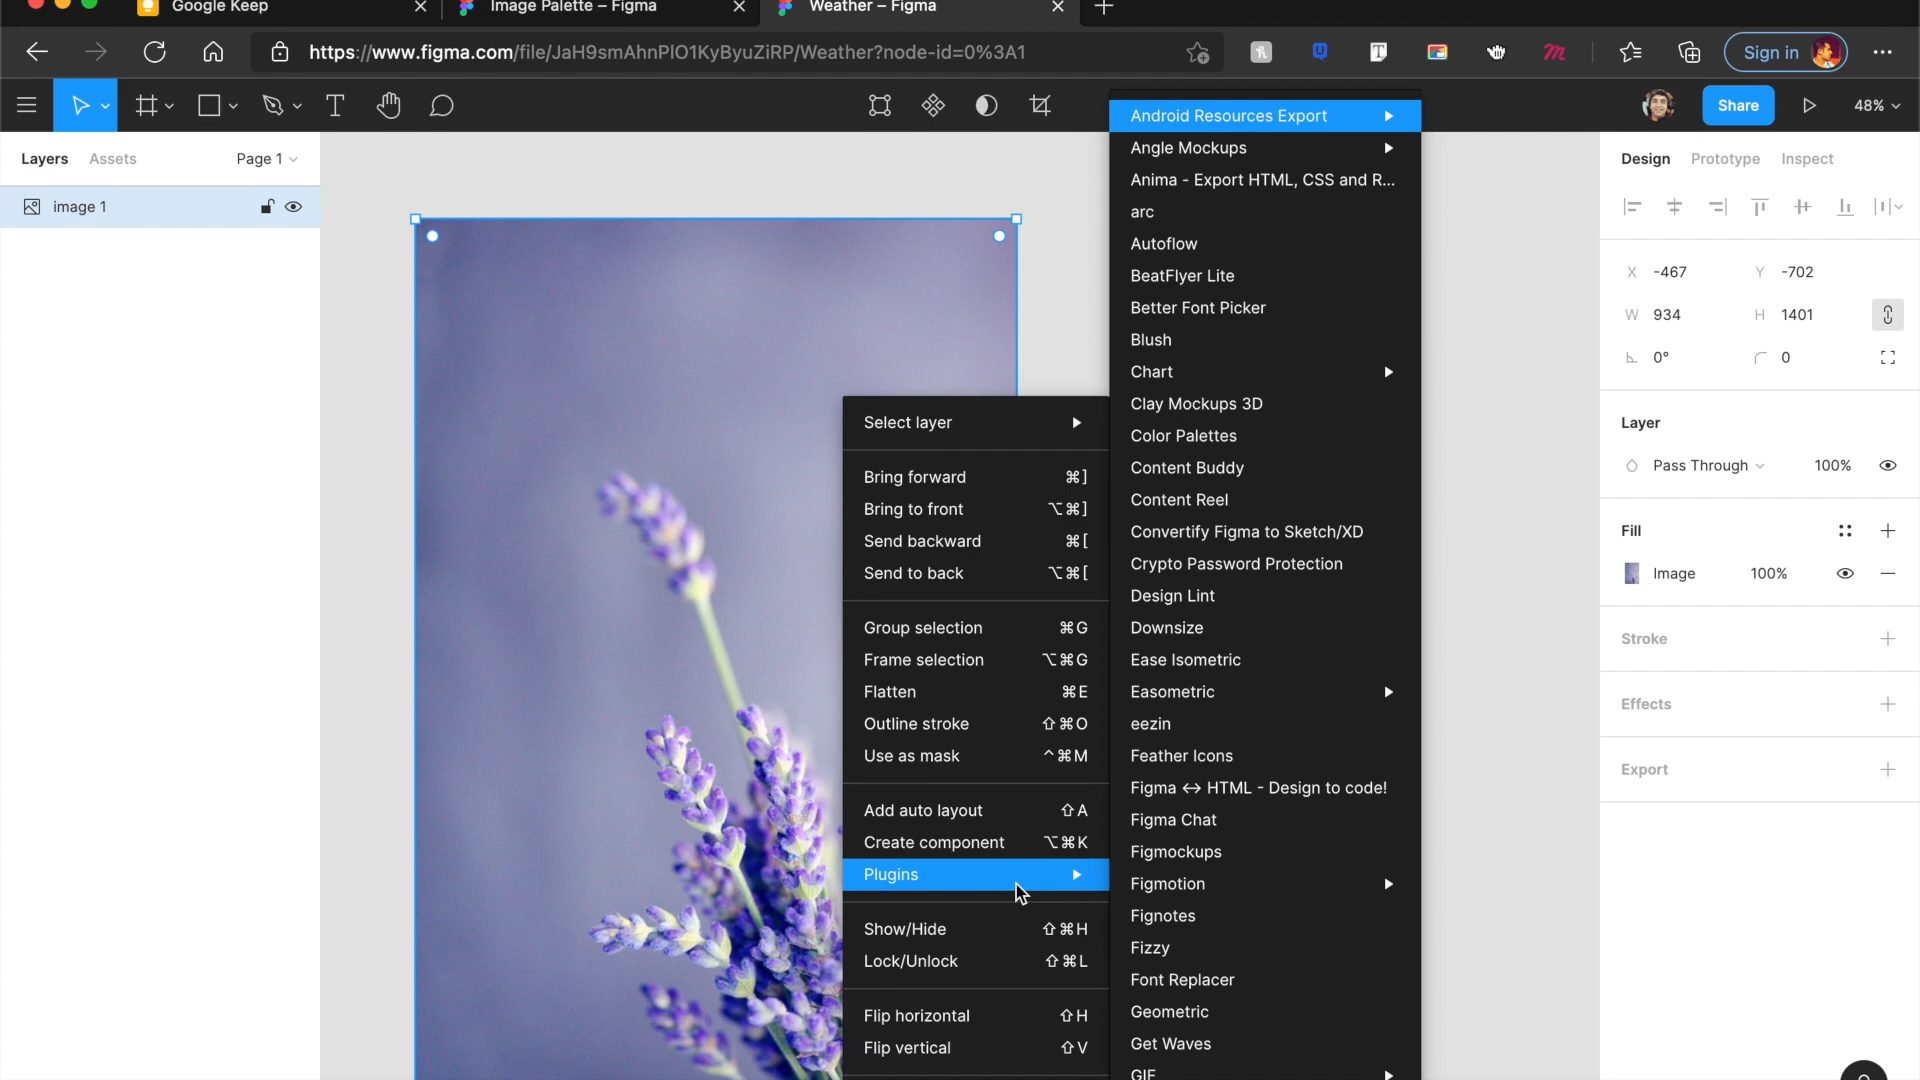 Google Keep
Image Palette – Figma
Weather – Figma
https://www.figma.com/file/JaH9smAhnPlO1KyByuZiRP/Weather?node-id=0%3A1
Sign in
Share
48%
Layers
Assets
Page 1
image 1
Select layer
Bring forward ⌘]
Bring to front ⌥⌘]
Send backward ⌘[
Send to back ⌥⌘[
Group selection ⌘G
Frame selection ⌥⌘G
Flatten ⌘E
Outline stroke ⇧⌘O
Use as mask ^⌘M
Add auto layout ⇧A
Create component ⌥⌘K
Plugins
Show/Hide ⇧⌘H
Lock/Unlock ⇧⌘L
Flip horizontal ⇧H
Flip vertical ⇧V
Android Resources Export
Angle Mockups
Anima - Export HTML, CSS and R...
arc
Autoflow
BeatFlyer Lite
Better Font Picker
Blush
Chart
Clay Mockups 3D
Color Palettes
Content Buddy
Content Reel
Convertify Figma to Sketch/XD
Crypto Password Protection
Design Lint
Downsize
Ease Isometric
Easometric
eezin
Feather Icons
Figma <-> HTML - Design to code!
Figma Chat
Figmockups
Figmotion
Fignotes
Fizzy
Font Replacer
Geometric
Get Waves
GIF
Design
Prototype
Inspect
X -467 Y -702
W 934 H 1401
0° 0
Layer
Pass Through 100%
Fill
Image 100%
Stroke
Effects
Export